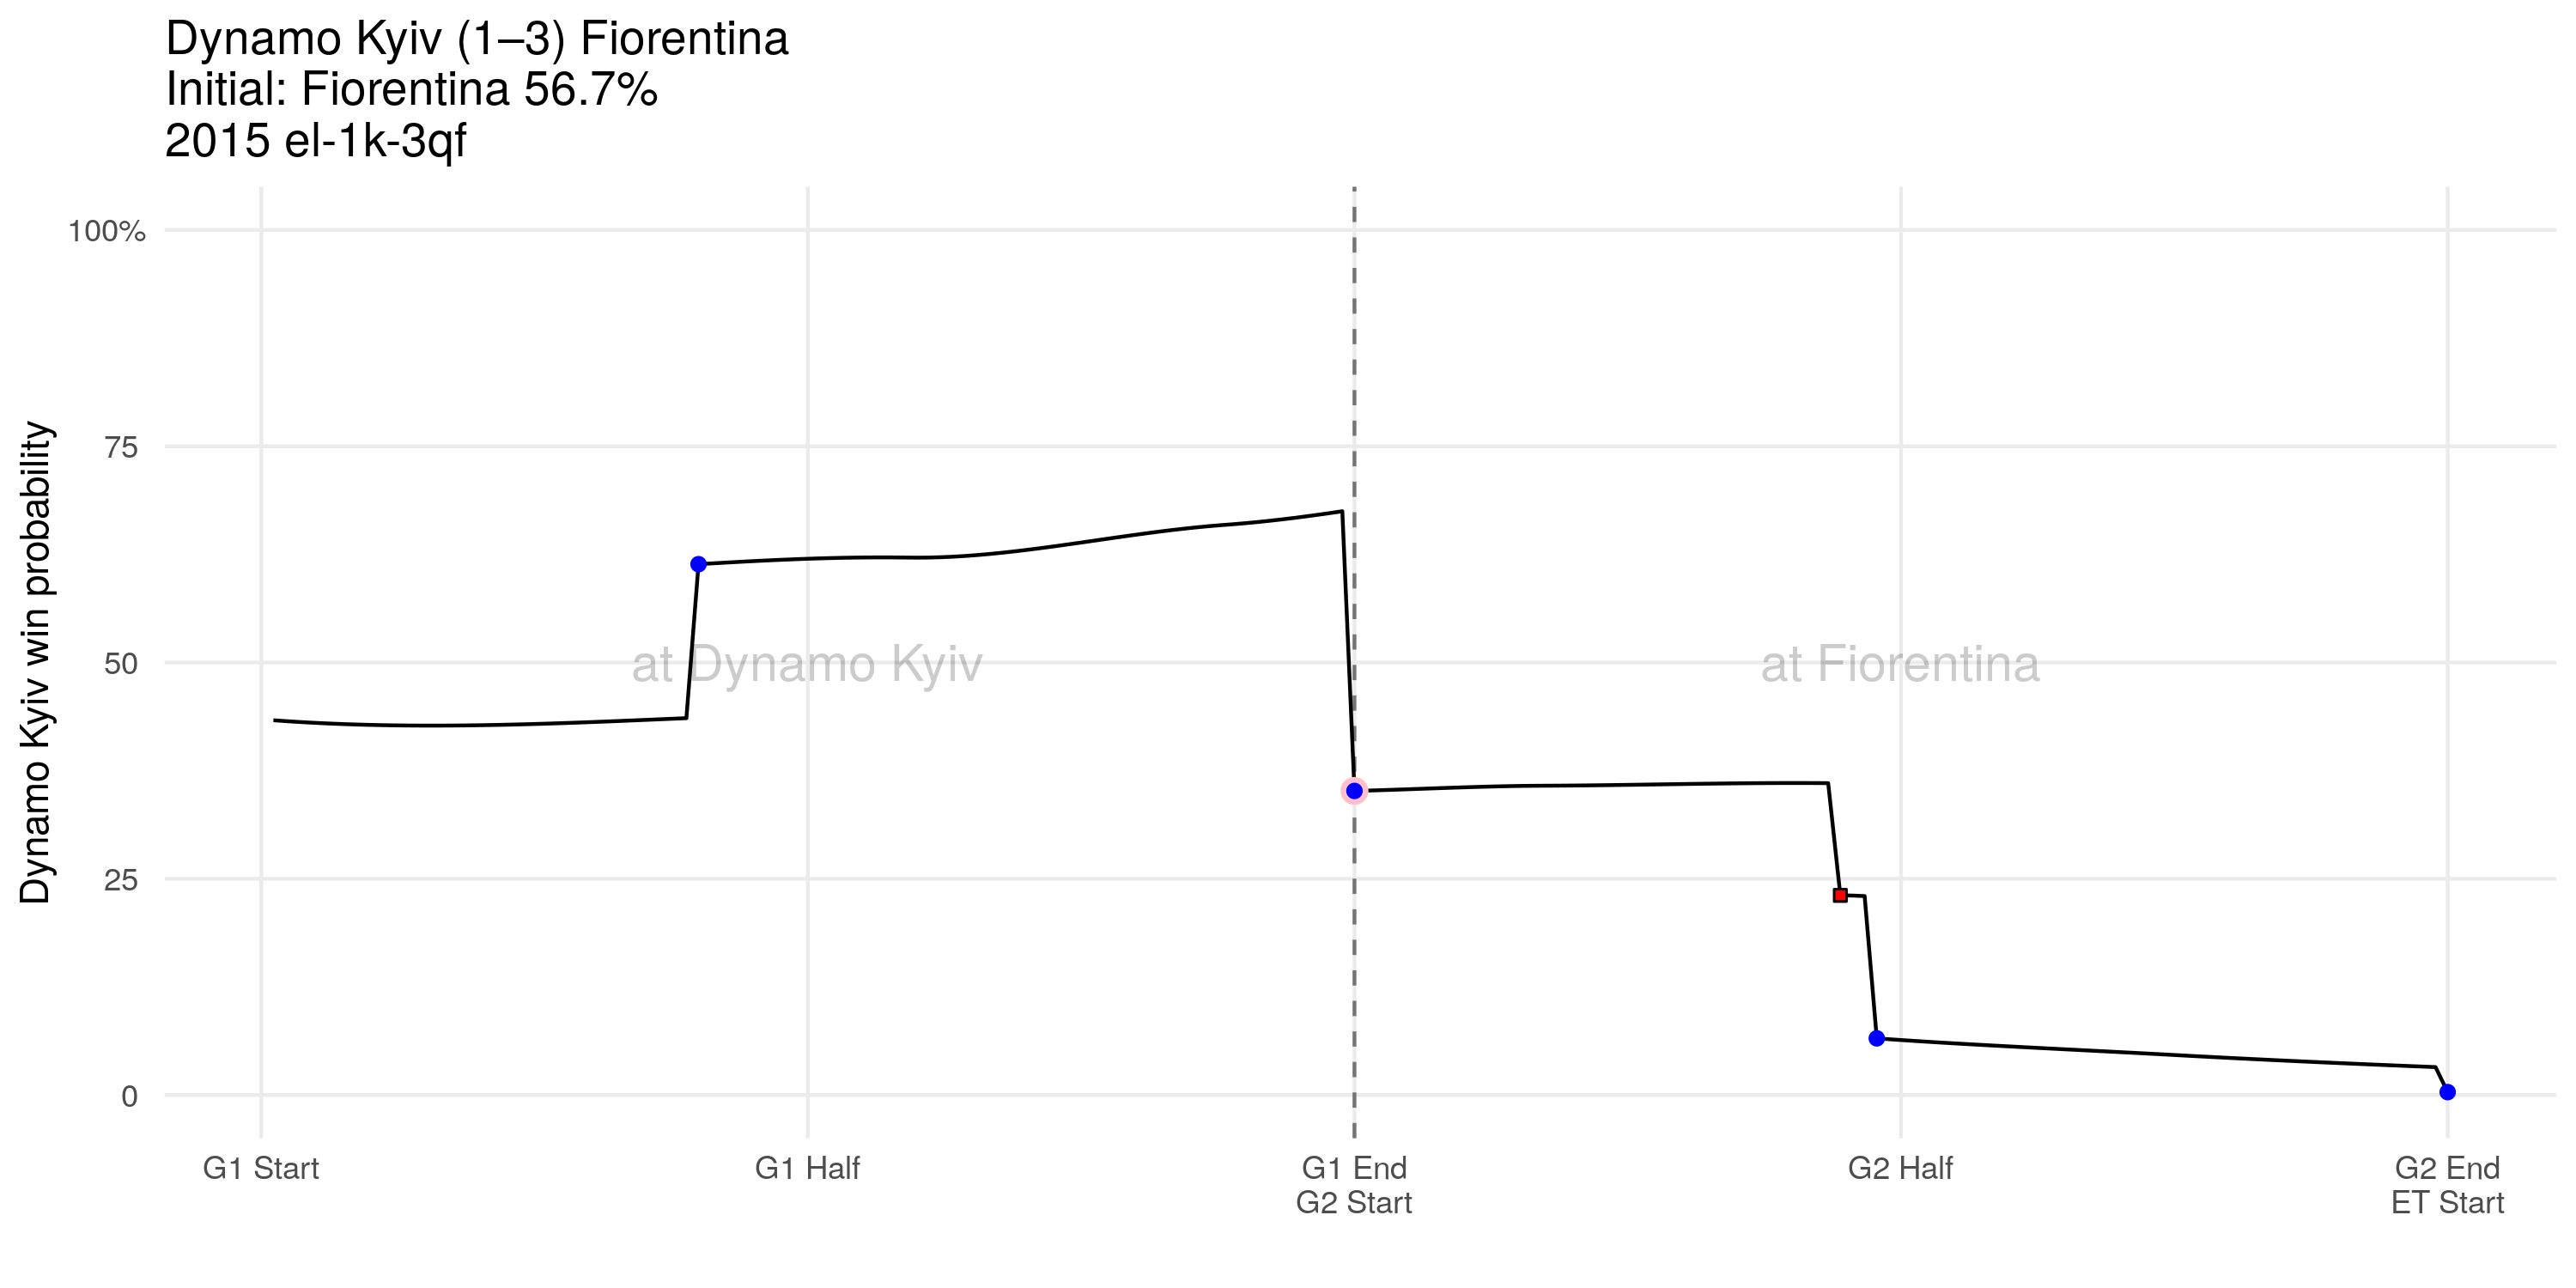 Dynamo Kyiv (1–3) Fiorentina
Initial: Fiorentina 56.7%
2015 el-1k-3qf
Dynamo Kyiv win probability
100%
75
50
25
0
at Dynamo Kyiv
at Fiorentina
G1 Start
G1 Half
G1 End
G2 Start
G2 Half
G2 End
ET Start